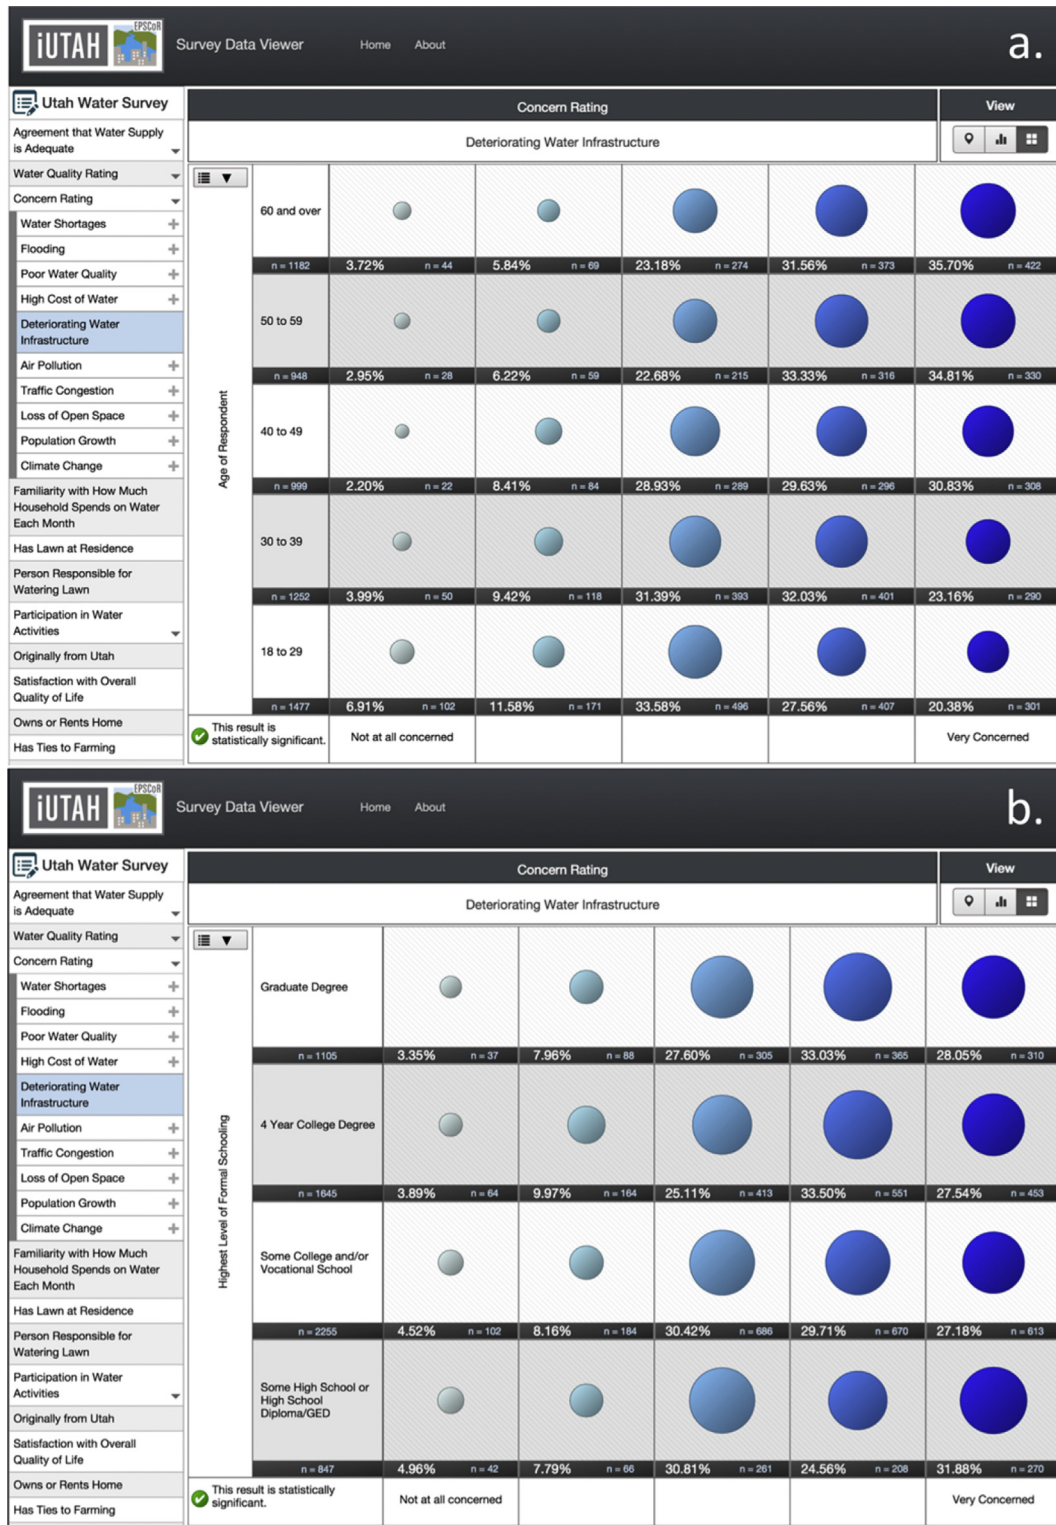 iUTAH EPSCoR Survey Data Viewer Home About a.
Utah Water Survey
Agreement that Water Supply
is Adequate
Water Quality Rating
Concern Rating
Water Shortages
Flooding
Poor Water Quality
High Cost of Water
Deteriorating Water
Infrastructure
Air Pollution
Traffic Congestion
Loss of Open Space
Population Growth
Climate Change
Familiarity with How Much
Household Spends on Water
Each Month
Has Lawn at Residence
Person Responsible for
Watering Lawn
Participation in Water
Activities
Originally from Utah
Satisfaction with Overall
Quality of Life
Owns or Rents Home
Has Ties to Farming
Concern Rating View
Deteriorating Water Infrastructure
Age of Respondent
60 and over
n = 1182 3.72% n = 44 5.84% n = 69 23.18% n = 274 31.56% n = 373 35.70% n = 422
50 to 59
n = 948 2.95% n = 28 6.22% n = 59 22.68% n = 215 33.33% n = 316 34.81% n = 330
40 to 49
n = 999 2.20% n = 22 8.41% n = 84 28.93% n = 289 29.63% n = 296 30.83% n = 308
30 to 39
n = 1252 3.99% n = 50 9.42% n = 118 31.39% n = 393 32.03% n = 401 23.16% n = 290
18 to 29
n = 1477 6.91% n = 102 11.58% n = 171 33.58% n = 496 27.56% n = 407 20.38% n = 301
This result is
statistically significant.
Not at all concerned Very Concerned
iUTAH EPSCoR Survey Data Viewer Home About b.
Utah Water Survey
Agreement that Water Supply
is Adequate
Water Quality Rating
Concern Rating
Water Shortages
Flooding
Poor Water Quality
High Cost of Water
Deteriorating Water
Infrastructure
Air Pollution
Traffic Congestion
Loss of Open Space
Population Growth
Climate Change
Familiarity with How Much
Household Spends on Water
Each Month
Has Lawn at Residence
Person Responsible for
Watering Lawn
Participation in Water
Activities
Originally from Utah
Satisfaction with Overall
Quality of Life
Owns or Rents Home
Has Ties to Farming
Concern Rating View
Deteriorating Water Infrastructure
Highest Level of Formal Schooling
Graduate Degree
n = 1105 3.35% n = 37 7.96% n = 88 27.60% n = 305 33.03% n = 365 28.05% n = 310
4 Year College Degree
n = 1645 3.89% n = 64 9.97% n = 164 25.11% n = 413 33.50% n = 551 27.54% n = 453
Some College and/or
Vocational School
n = 2255 4.52% n = 102 8.16% n = 184 30.42% n = 686 29.71% n = 670 27.18% n = 613
Some High School or
High School
Diploma/GED
n = 847 4.96% n = 42 7.79% n = 66 30.81% n = 261 24.56% n = 208 31.88% n = 270
This result is statistically
significant.
Not at all concerned Very Concerned